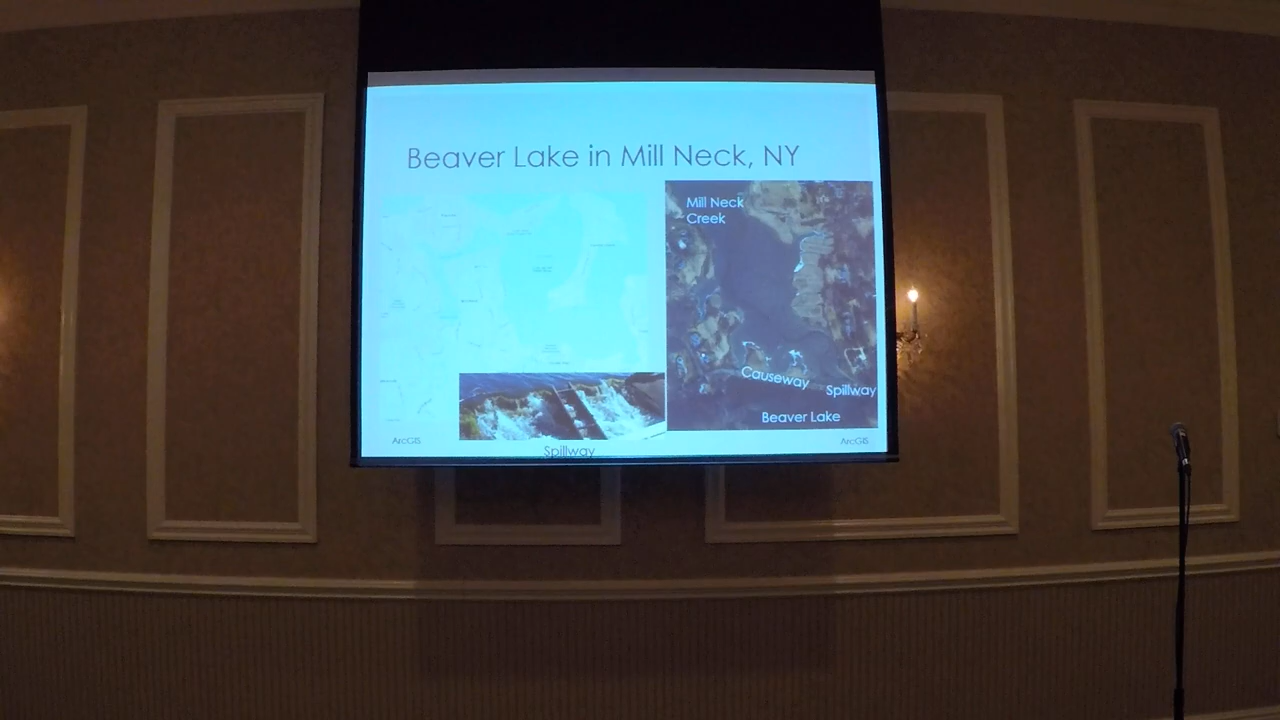 Beaver Lake in Mill Neck, NY
Mill Neck
Creek
Causeway
Spillway
Beaver Lake
ArcGIS
ArcGIS
Spillway